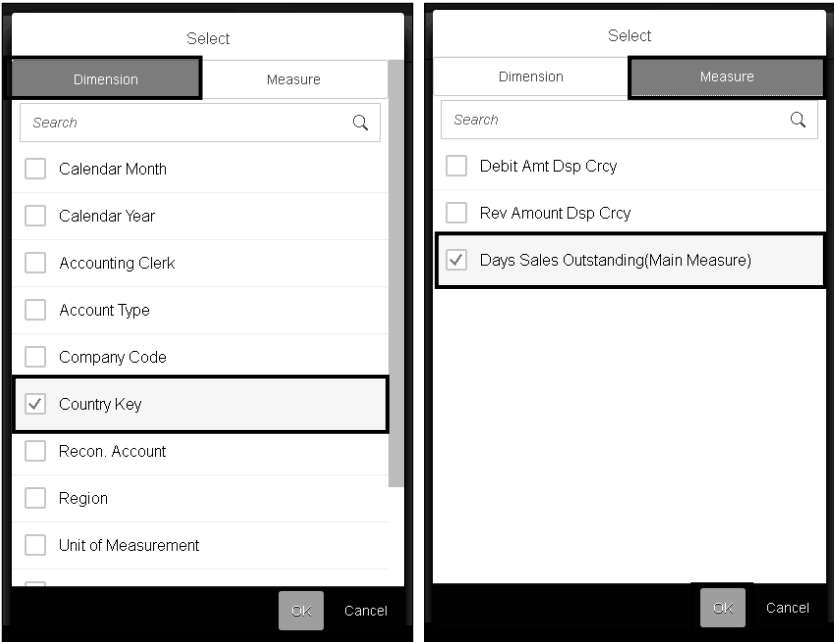 Select
Dimension
Measure
Search
Calendar Month
Calendar Year
Accounting Clerk
Account Type
Company Code
Country Key
Recon. Account
Region
Unit of Measurement
OK
Cancel
Select
Dimension
Measure
Search
Debit Amt Dsp Crcy
Rev Amount Dsp Crcy
Days Sales Outstanding(Main Measure)
OK
Cancel